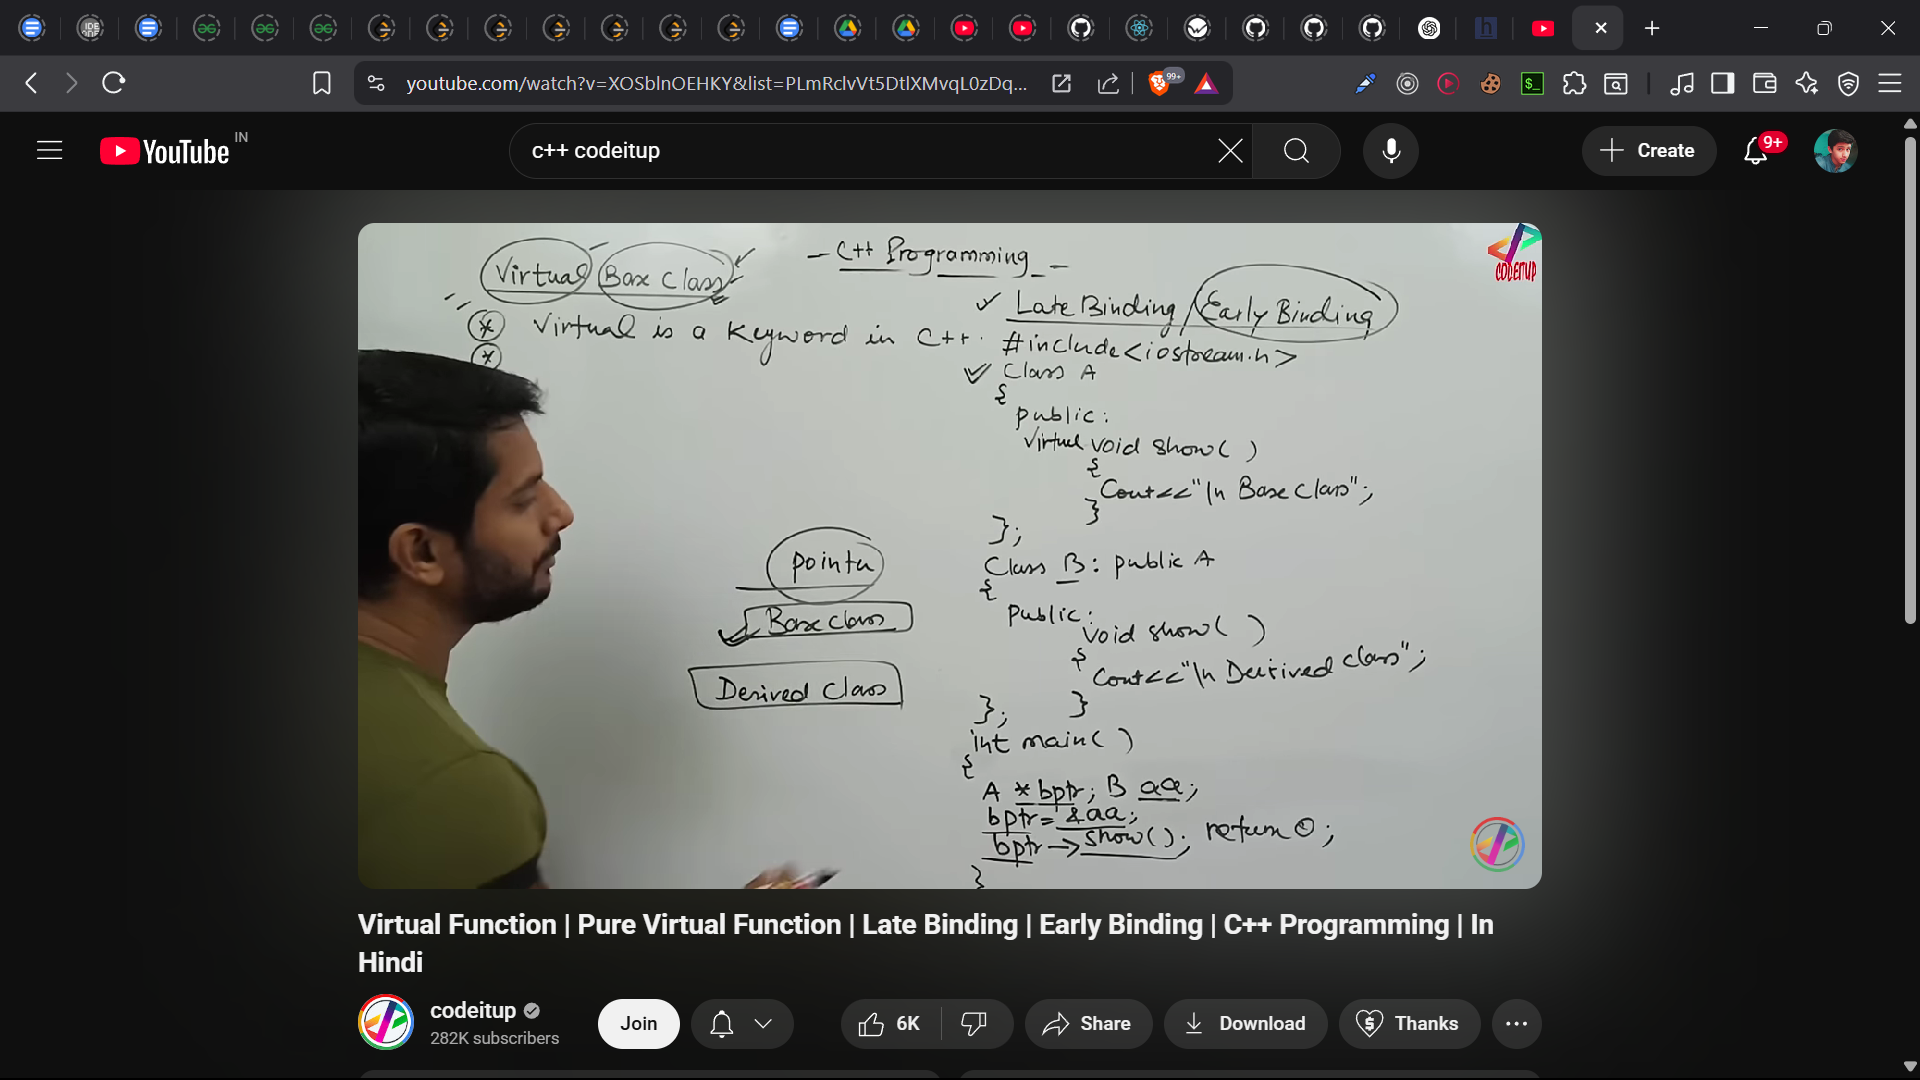 youtube.com/watch?v=XOSblnOEHKY&list=PLmRclvVt5DtlXMvqL0zDq...
99+
YouTube IN
c++ codeitup
Create
9+
Virtual Base Class
- C++ Programming -
CODEITUP
Late Binding / Early Binding
* Virtual is a keyword in C++.
*
#include<iostream.h>
Class A
{
public:
Virtual void show( )
{
Cout<<"\n Base Class";
}
};
Class B: public A
{
Public:
void show( )
{
Cout<<"\n Derived Class";
}
};
int main( )
{
A *bptr; B aa;
bptr = &aa;
bptr -> show(); return 0;
}
pointer
Base class
Derived Class
Virtual Function | Pure Virtual Function | Late Binding | Early Binding | C++ Programming | In
Hindi
codeitup
282K subscribers
Join
6K
Share
Download
Thanks